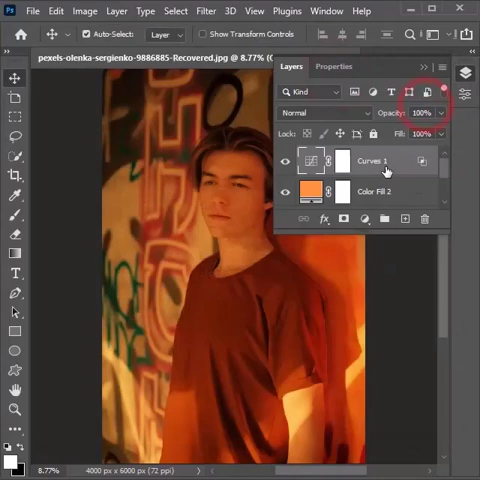 Ps File Edit Image Layer Type Select Filter 3D View Plugins Window Help
Auto-Select: Layer Show Transform Controls
pexels-olenka-sergienko-9886885-Recovered.jpg @ 8.77% (
Layers Properties
Kind
Normal Opacity: 100%
Lock: Fill: 100%
Curves 1
Color Fill 2
fx
8.77% 4000 px x 6000 px (72 ppi)